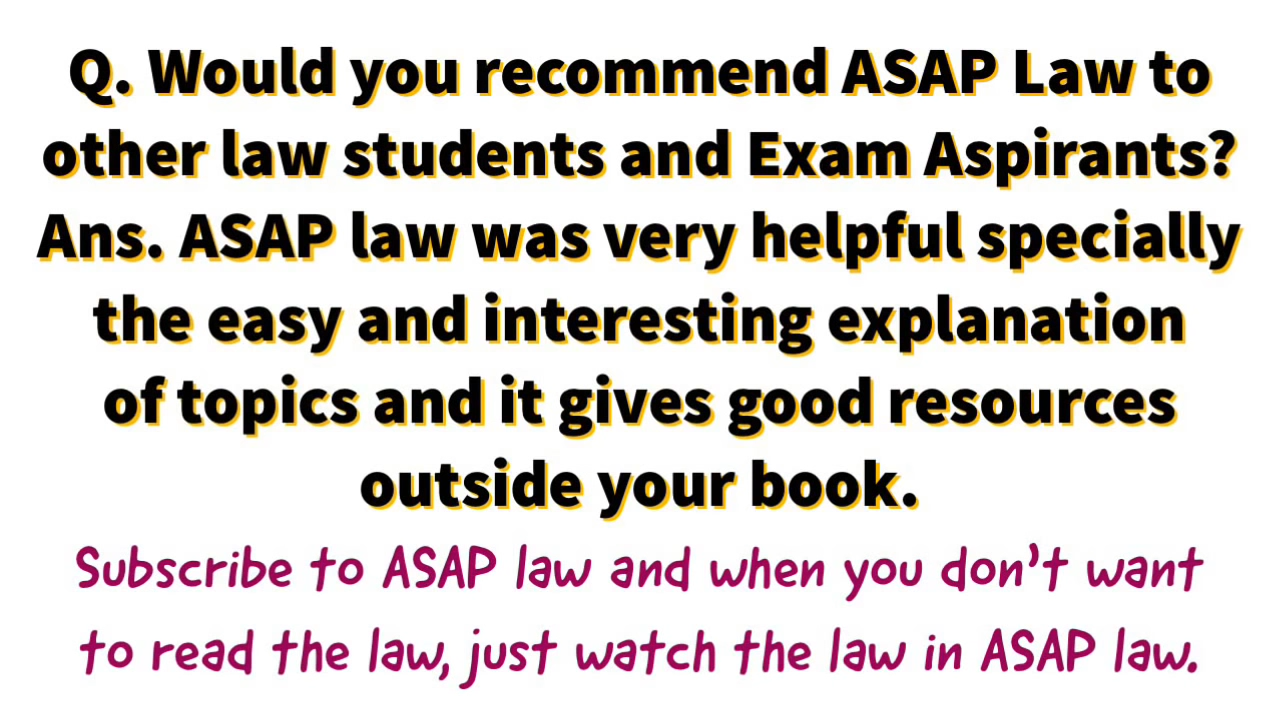 Q. Would you recommend ASAP Law to
other law students and Exam Aspirants?
Ans. ASAP law was very helpful specially
the easy and interesting explanation
of topics and it gives good resources
outside your book.
Subscribe to ASAP law and when you don't want
to read the law, just watch the law in ASAP law.